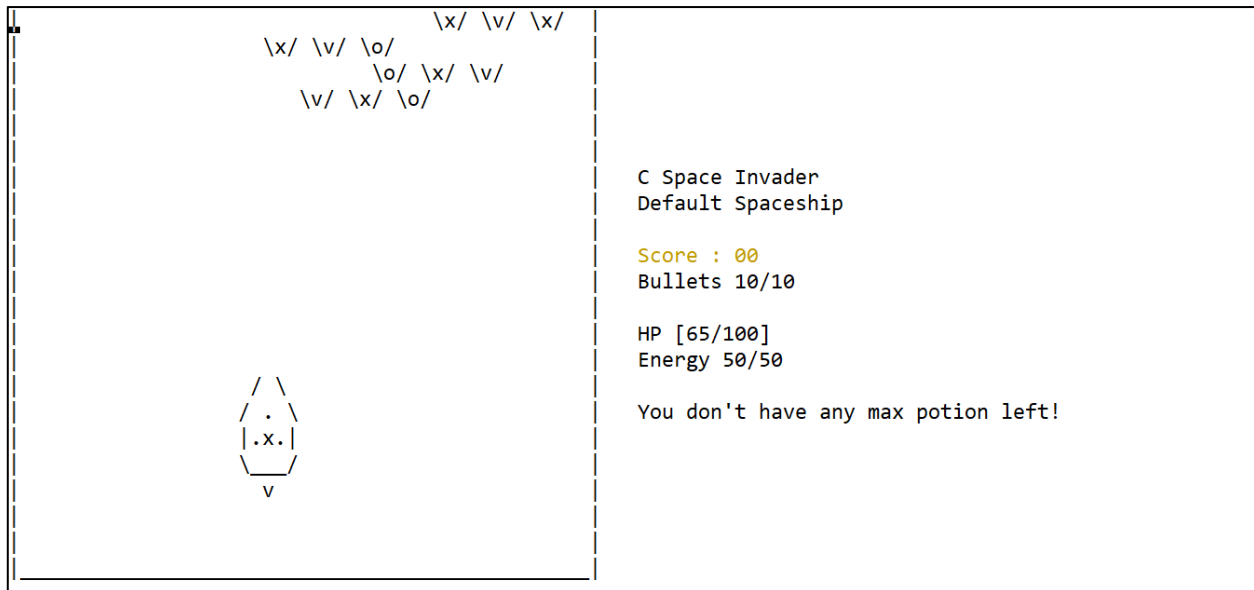 \x/ \v/ \x/
\x/ \v/ \o/
\o/ \x/ \v/
\v/ \x/ \o/
C Space Invader
Default Spaceship
Score : 00
Bullets 10/10
HP [65/100]
Energy 50/50
/ \
/ . \
You don't have any max potion left!
|.x.|
\___/
v